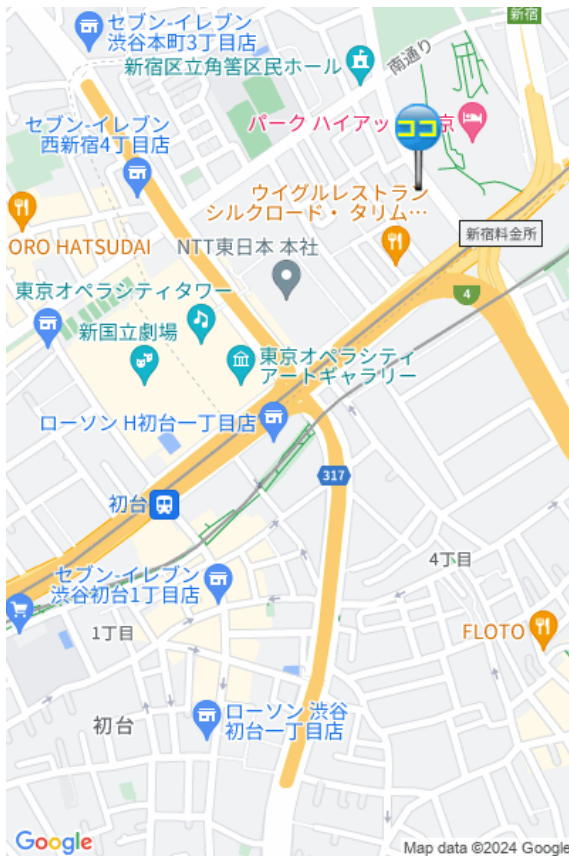 セブン-イレブン
渋谷本町3丁目店
新宿
新宿区立角筈区民ホール
南通り
セブン-イレブン
西新宿4丁目店
パーク ハイアッ
ココ
京
ウイグルレストラン
シルクロード・タリム…
ORO HATSUDAI
NTT東日本 本社
新宿料金所
東京オペラシティタワー
4
新国立劇場
東京オペラシティ
アートギャラリー
ローソン H初台一丁目店
317
初台
4丁目
セブン-イレブン
渋谷初台1丁目店
1丁目
FLOTO
初台
ローソン 渋谷
初台一丁目店
Google
Map data ©2024 Google